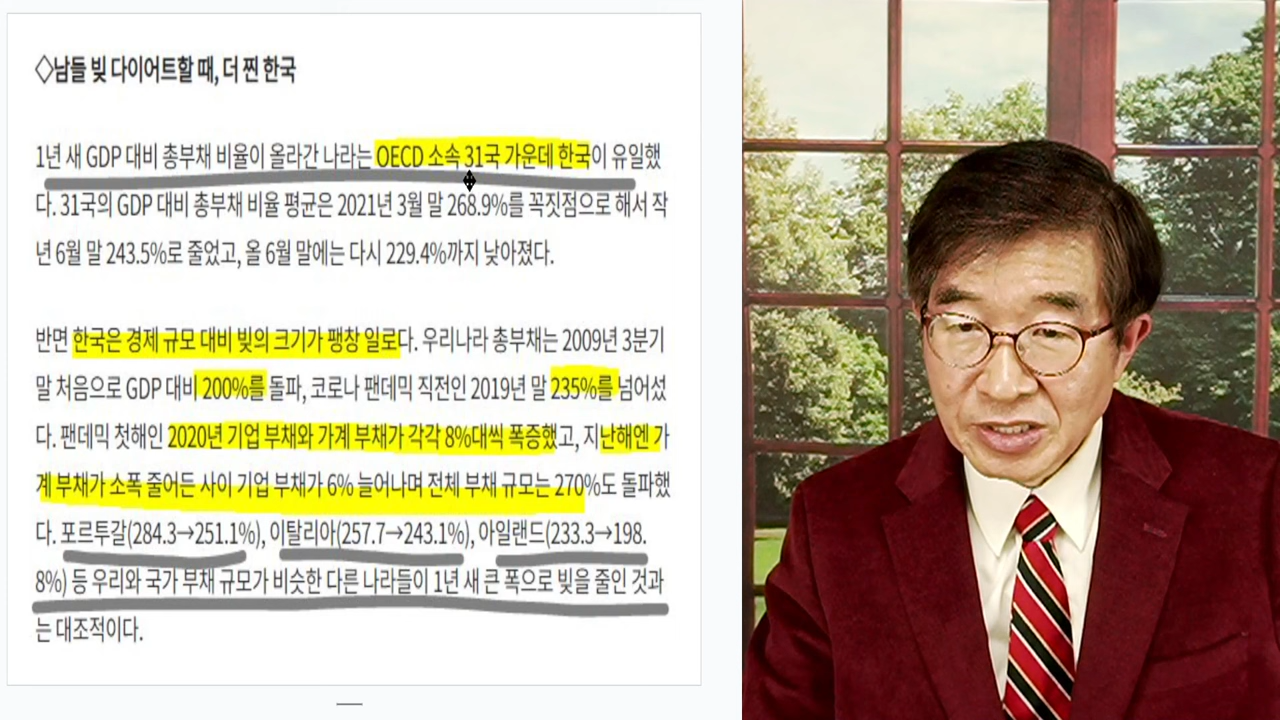 ◇남들 빚 다이어트할 때, 더 찐 한국
1년 새 GDP 대비 총부채 비율이 올라간 나라는 OECD 소속 31국 가운데 한국이 유일했
다. 31국의 GDP 대비 총부채 비율 평균은 2021년 3월 말 268.9%를 꼭짓점으로 해서 작
년 6월 말 243.5%로 줄었고, 올 6월 말에는 다시 229.4%까지 낮아졌다.
반면 한국은 경제 규모 대비 빚의 크기가 팽창 일로다. 우리나라 총부채는 2009년 3분기
말 처음으로 GDP 대비 200%를 돌파, 코로나 팬데믹 직전인 2019년 말 235%를 넘어섰
다. 팬데믹 첫해인 2020년 기업 부채와 가계 부채가 각각 8%대씩 폭증했고, 지난해엔 가
계 부채가 소폭 줄어든 사이 기업 부채가 6% 늘어나며 전체 부채 규모는 270%도 돌파했
다. 포르투갈(284.3→251.1%), 이탈리아(257.7→243.1%), 아일랜드(233.3→198.
8%) 등 우리와 국가 부채 규모가 비슷한 다른 나라들이 1년 새 큰 폭으로 빚을 줄인 것과
는 대조적이다.